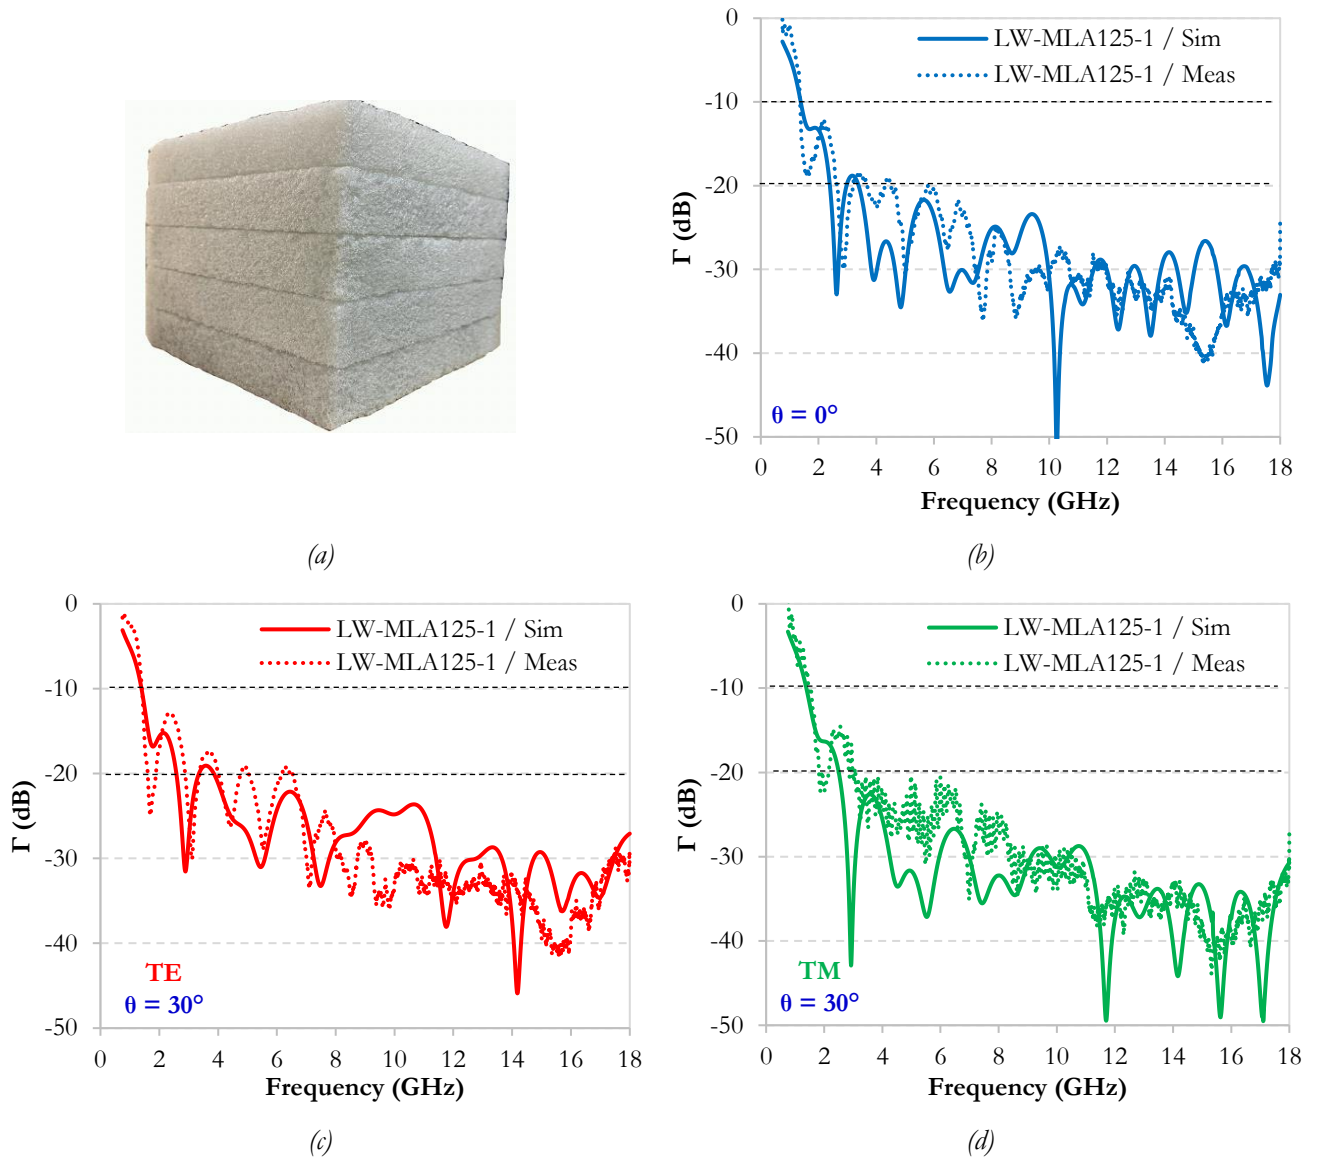 0
-10
-20
-30
-40
-50
Γ (dB)
LW-MLA125-1 / Sim
LW-MLA125-1 / Meas
θ = 0°
0 2 4 6 8 10 12 14 16 18
Frequency (GHz)
(a)
(b)
0
-10
-20
-30
-40
-50
Γ (dB)
LW-MLA125-1 / Sim
LW-MLA125-1 / Meas
TE
θ = 30°
0 2 4 6 8 10 12 14 16 18
Frequency (GHz)
(c)
0
-10
-20
-30
-40
-50
Γ (dB)
LW-MLA125-1 / Sim
LW-MLA125-1 / Meas
TM
θ = 30°
0 2 4 6 8 10 12 14 16 18
Frequency (GHz)
(d)